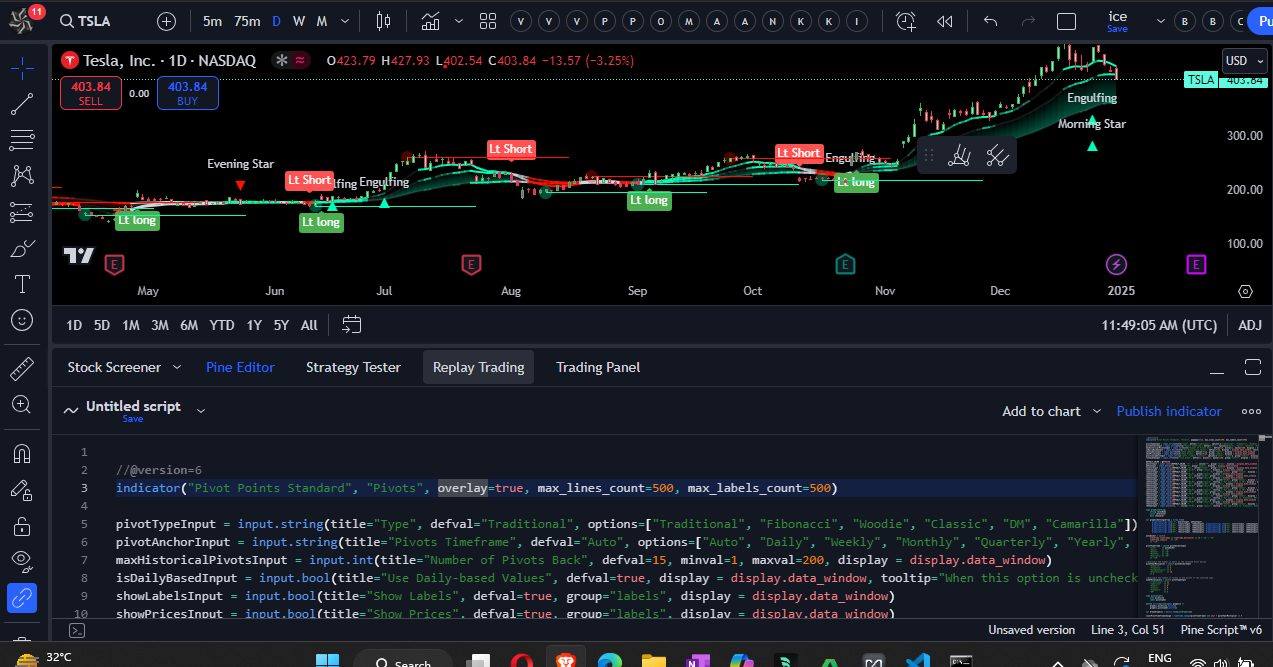 11
TSLA
5m 75m D W M
V V V P P O M A A N K K I
ice
Save
B B C Pu
Tesla, Inc. · 1D · NASDAQ
O423.79 H427.93 L402.54 C403.84 −13.57 (−3.25%)
USD
403.84
SELL
0.00
403.84
BUY
TSLA 403.84
Engulfing
Morning Star
300.00
Lt Short
Lt Short
Engulfing
Evening Star
Lt Short
lfing Engulfing
Lt long
200.00
Lt long
Lt long
Lt long
100.00
E
E
E
E
May Jun Jul Aug Sep Oct Nov Dec 2025
1D 5D 1M 3M 6M YTD 1Y 5Y All
11:49:05 AM (UTC) ADJ
Stock Screener Pine Editor Strategy Tester Replay Trading Trading Panel
Untitled script
Save
Add to chart Publish indicator
1
2 //@version=6
3 indicator("Pivot Points Standard", "Pivots", overlay=true, max_lines_count=500, max_labels_count=500)
4
5 pivotTypeInput = input.string(title="Type", defval="Traditional", options=["Traditional", "Fibonacci", "Woodie", "Classic", "DM", "Camarilla"])
6 pivotAnchorInput = input.string(title="Pivots Timeframe", defval="Auto", options=["Auto", "Daily", "Weekly", "Monthly", "Quarterly", "Yearly",
7 maxHistoricalPivotsInput = input.int(title="Number of Pivots Back", defval=15, minval=1, maxval=200, display = display.data_window)
8 isDailyBasedInput = input.bool(title="Use Daily-based Values", defval=true, display = display.data_window, tooltip="When this option is uncheck
9 showLabelsInput = input.bool(title="Show Labels", defval=true, group="labels", display = display.data_window)
10 showPricesInput = input.bool(title="Show Prices", defval=true, group="labels", display = display.data_window)
Unsaved version Line 3, Col 51 Pine Script™ v6
32°C
Search
ENG